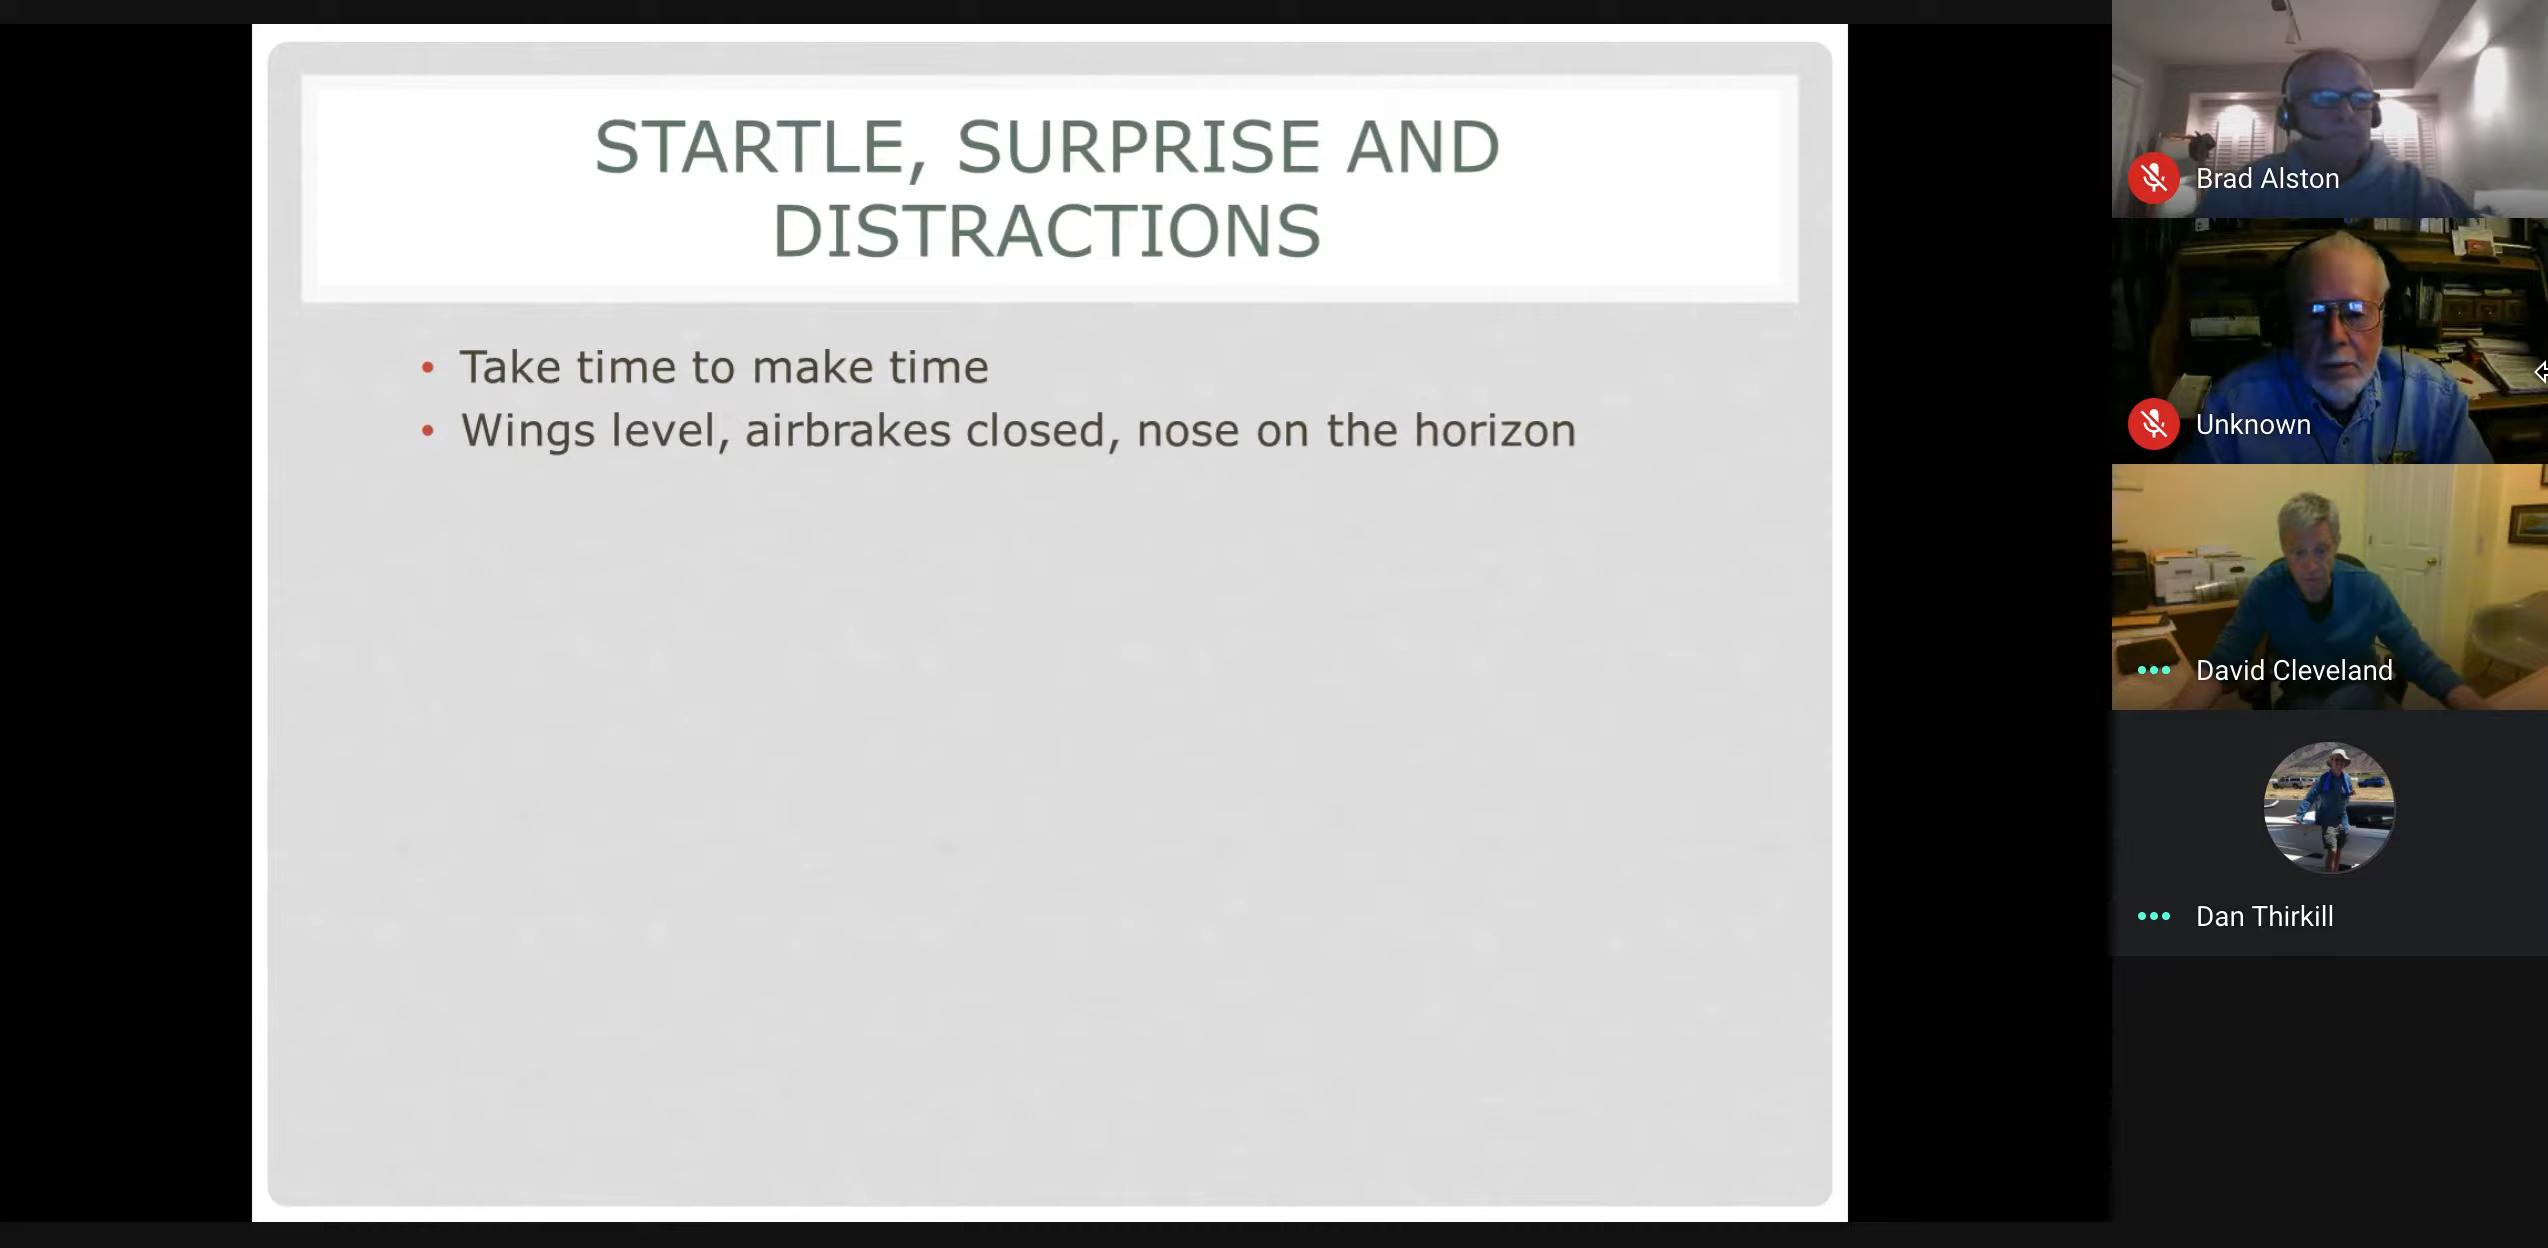 STARTLE, SURPRISE AND
DISTRACTIONS
• Take time to make time
• Wings level, airbrakes closed, nose on the horizon
Brad Alston
Unknown
David Cleveland
Dan Thirkill